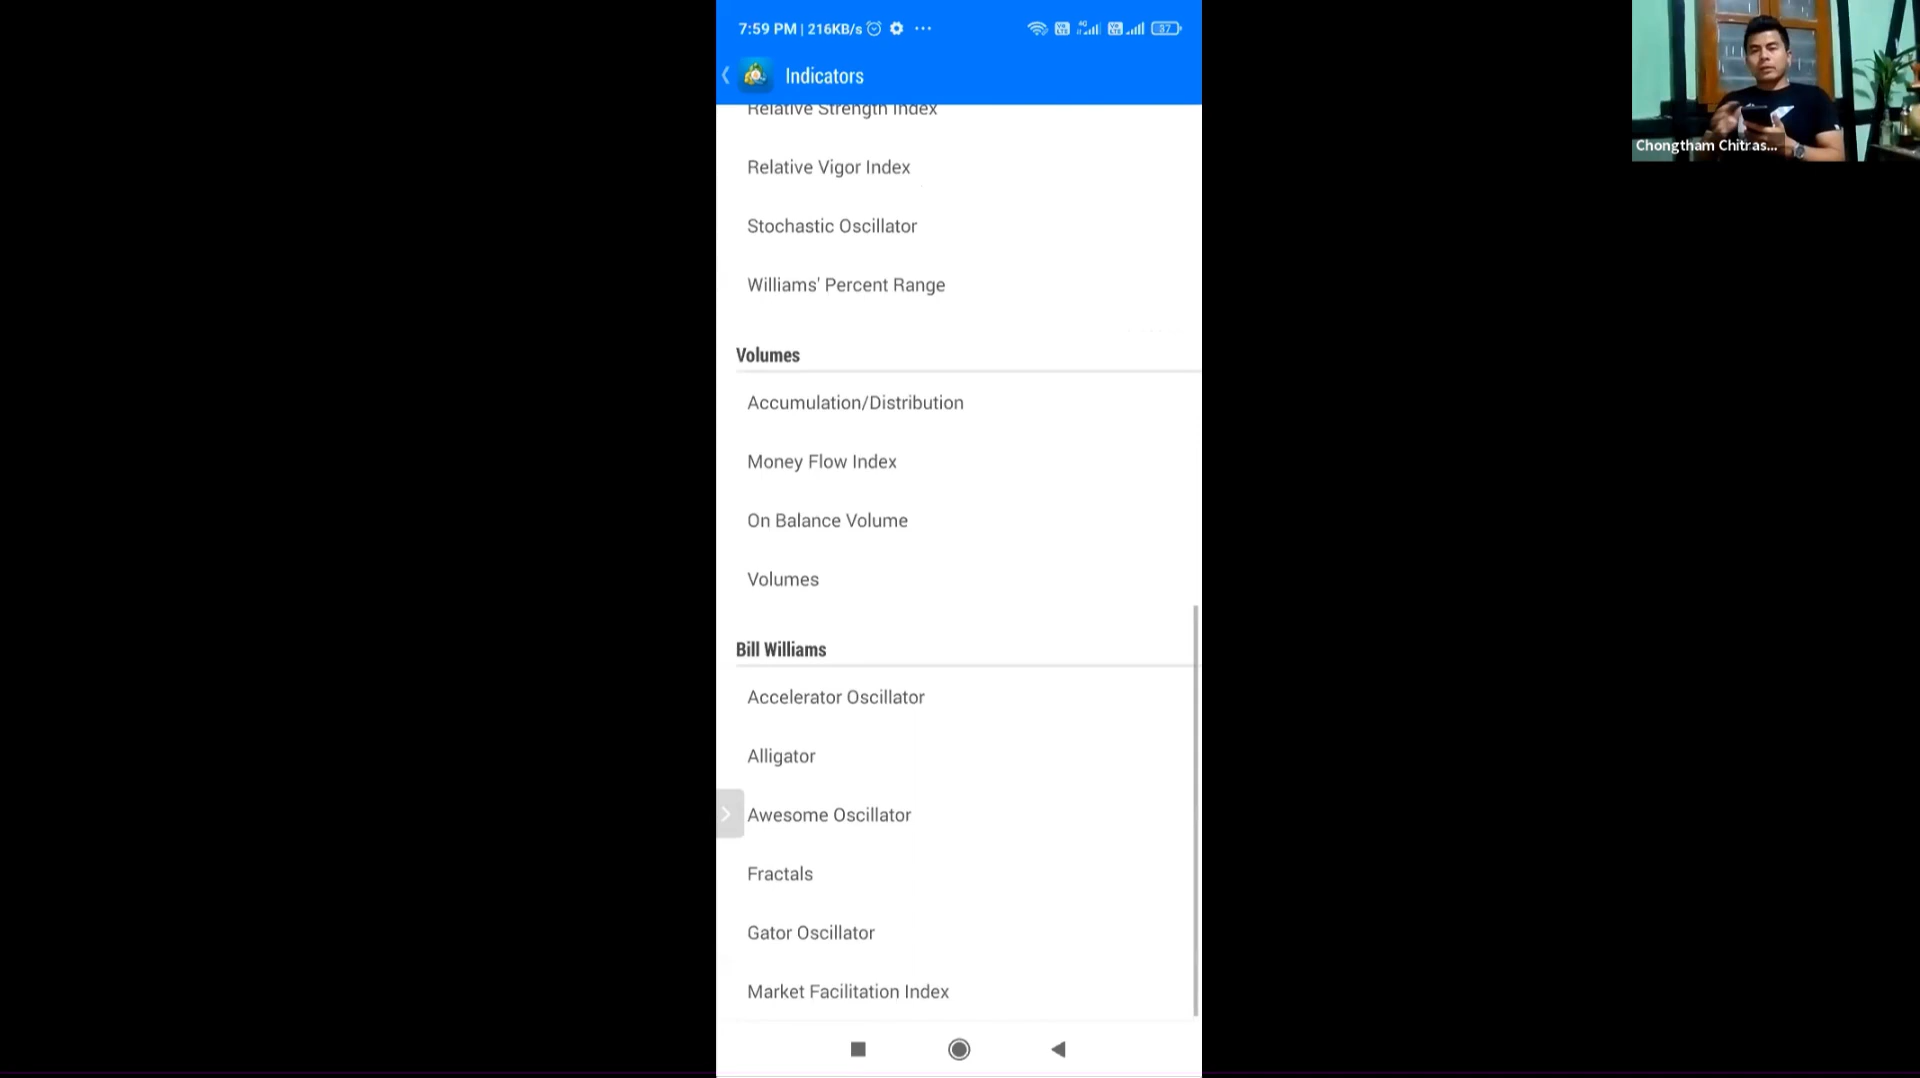 7:59 PM | 216KB/s
4G
37
Indicators
Relative Strength Index
Relative Vigor Index
Stochastic Oscillator
Williams' Percent Range
Volumes
Accumulation/Distribution
Money Flow Index
On Balance Volume
Volumes
Bill Williams
Accelerator Oscillator
Alligator
Awesome Oscillator
Fractals
Gator Oscillator
Market Facilitation Index
Chongtham Chitras...